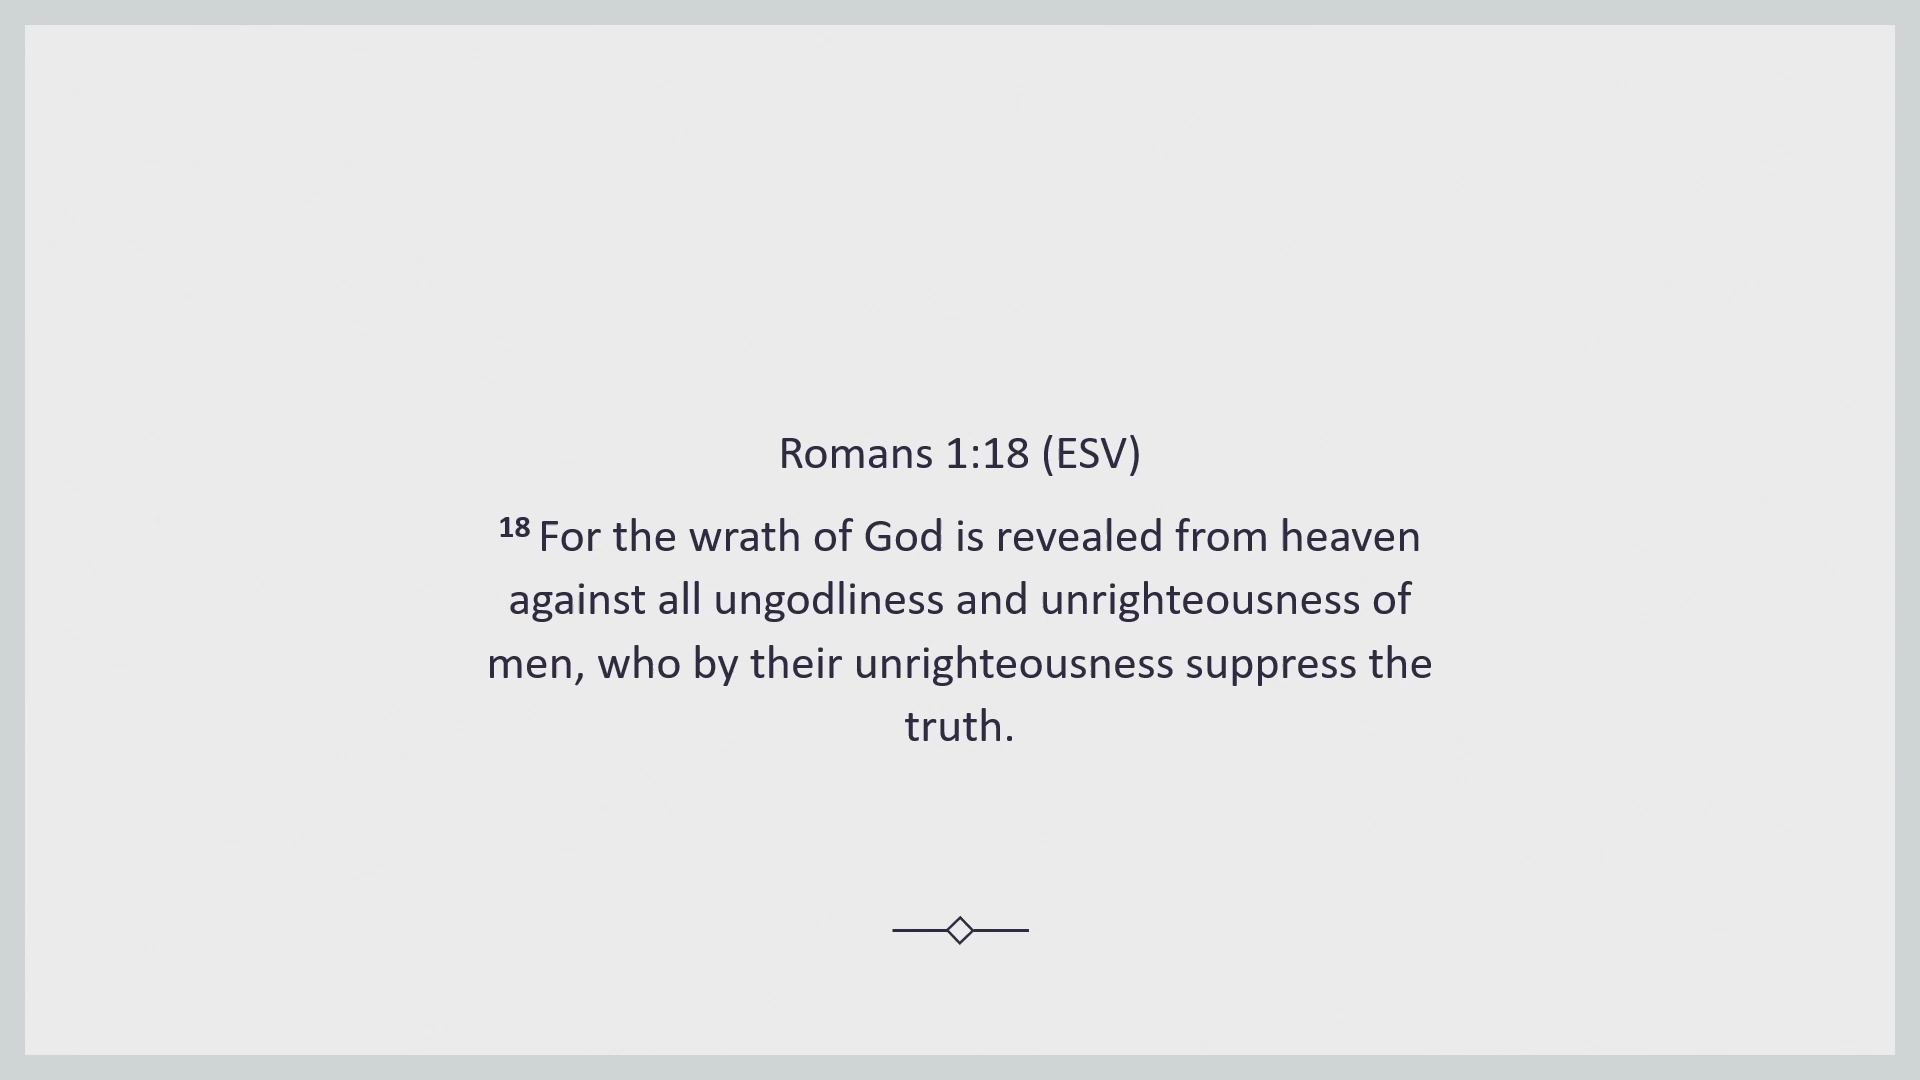 Romans 1:18 (ESV)
18 For the wrath of God is revealed from heaven
against all ungodliness and unrighteousness of
men, who by their unrighteousness suppress the
truth.